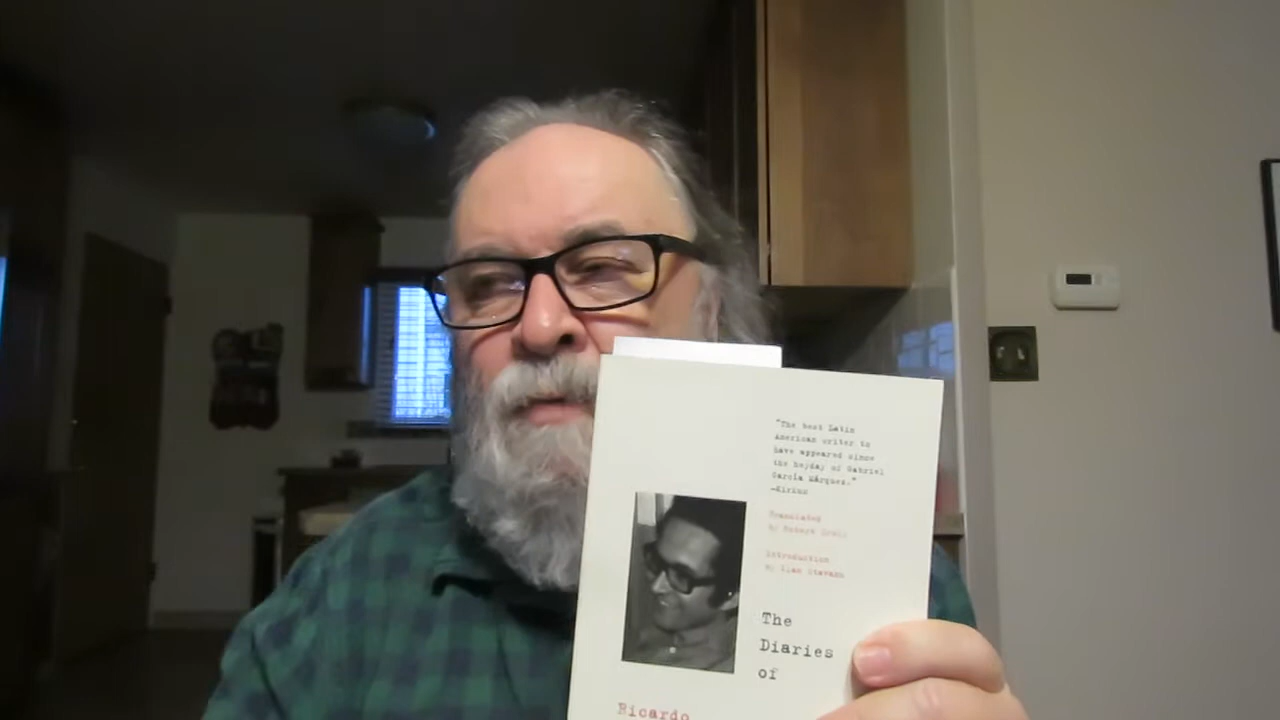 "The best Latin
American writer to
have appeared since
the heyday of Gabriel
García Márquez."
—Kirkus
Translated
by Robert Croll
Introduction
by Ilan Stavans
The
Diaries
of
Ricardo